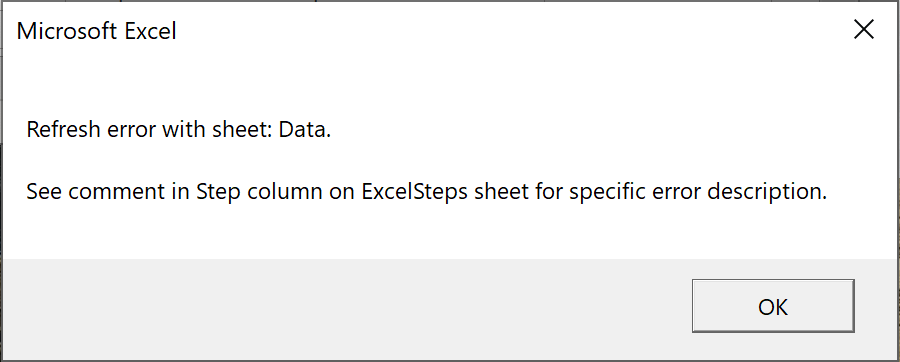 Microsoft Excel
Refresh error with sheet: Data.
See comment in Step column on ExcelSteps sheet for specific error description.
OK